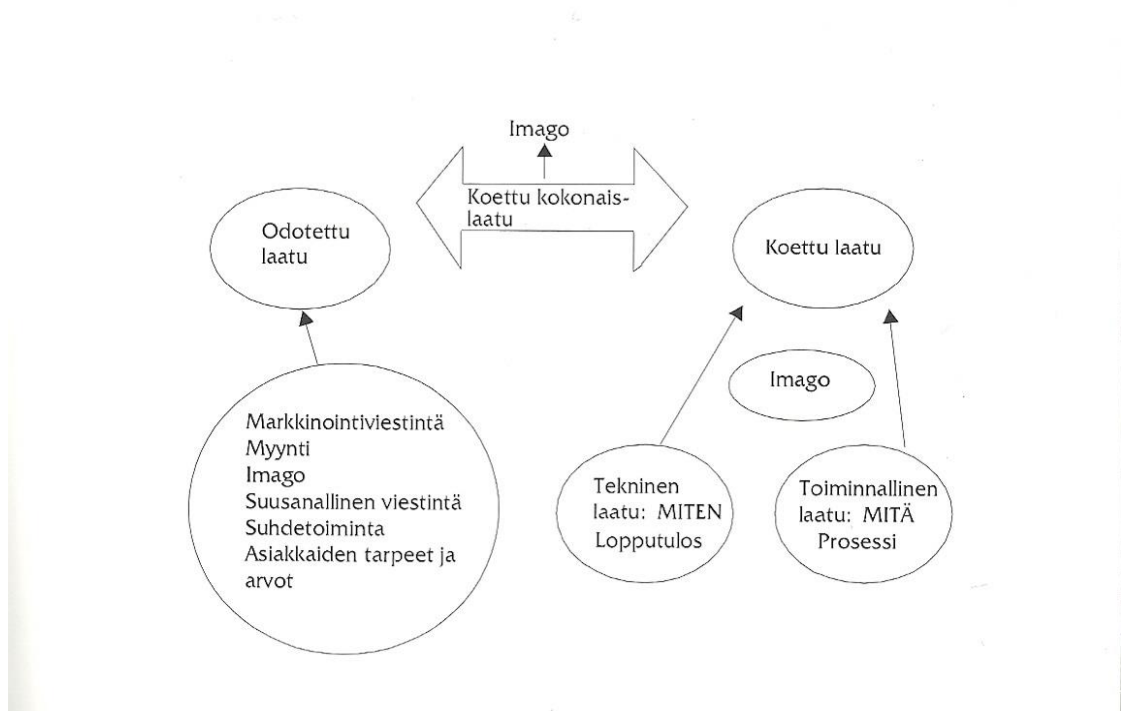 Imago
Koettu kokonais-
laatu
Odotettu
laatu
Koettu laatu
Imago
Markkinointiviestintä
Myynti
Imago
Suusanallinen viestintä
Suhdetoiminta
Asiakkaiden tarpeet ja
arvot
Tekninen
laatu: MITEN
Lopputulos
Toiminnallinen
laatu: MITÄ
Prosessi